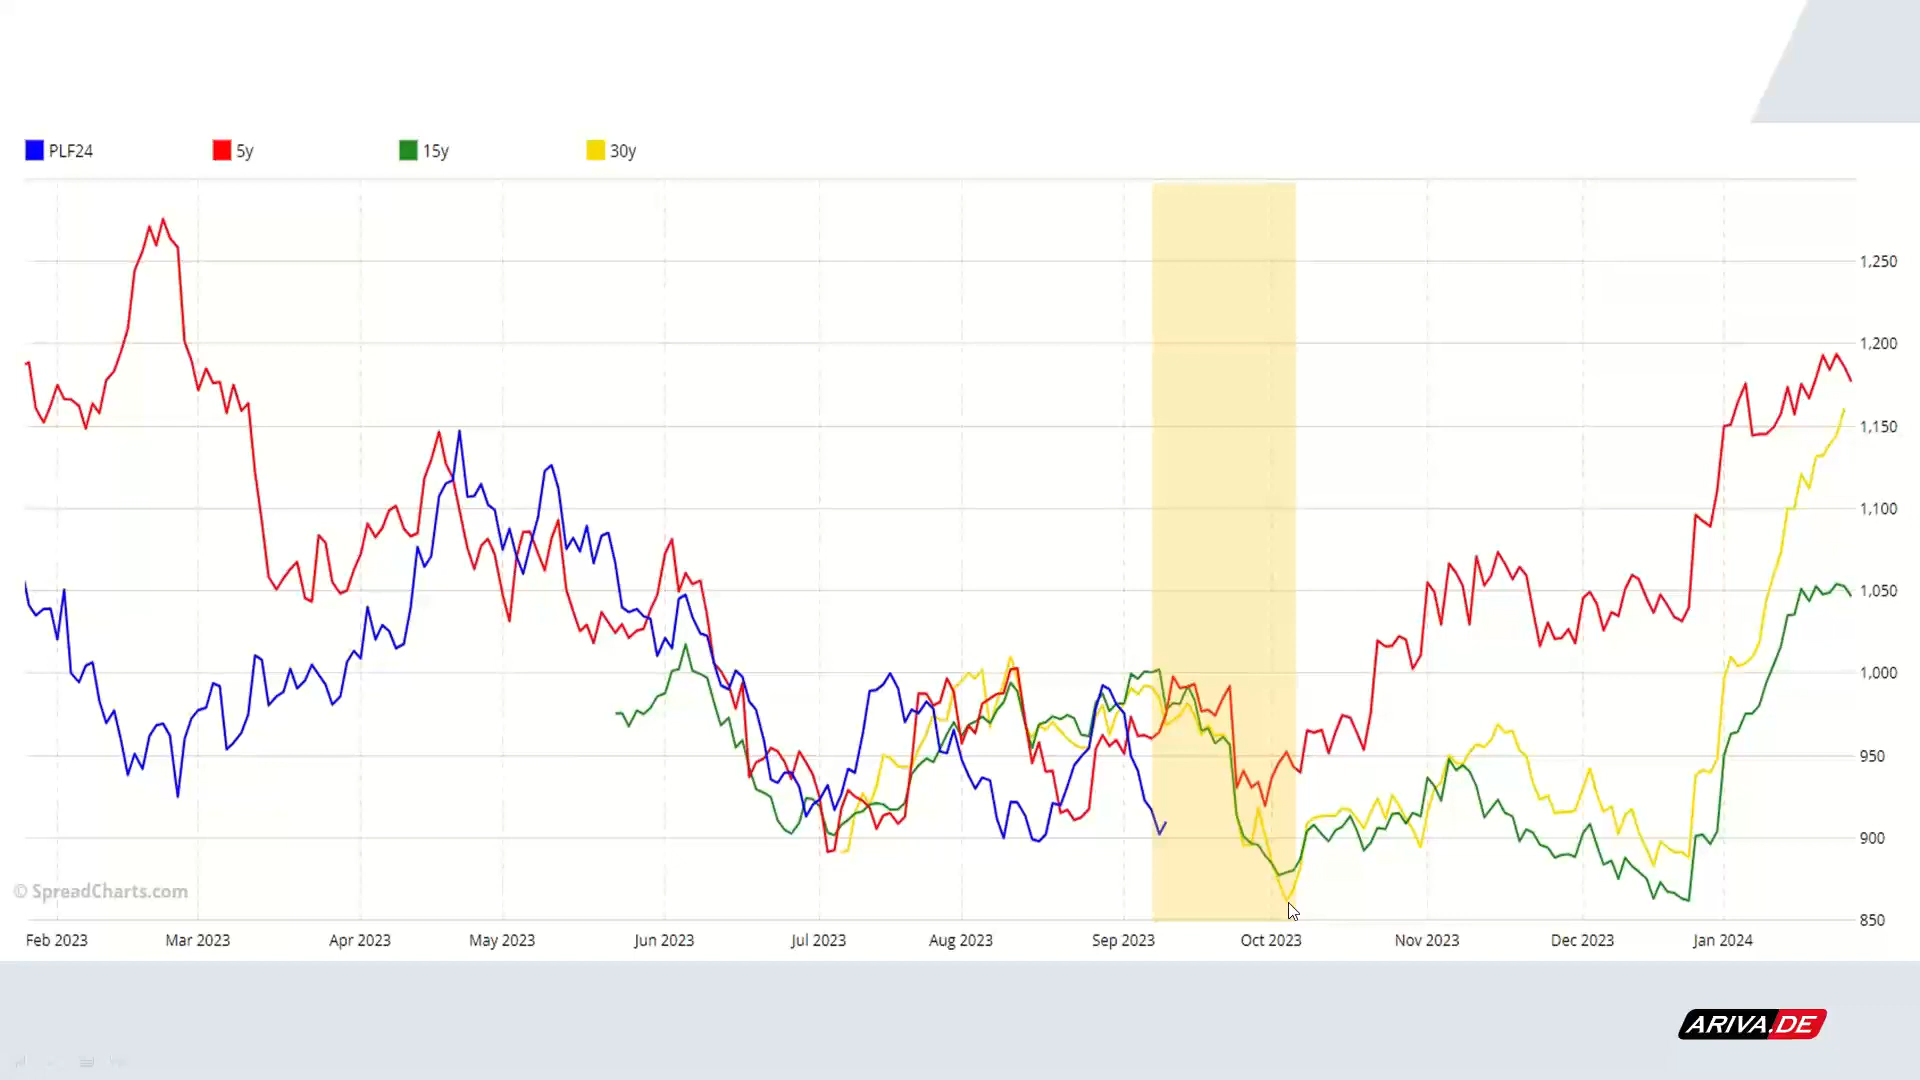 PLF24 5y 15y 30y
1,250
1,200
1,150
1,100
1,050
1,000
950
900
850
© SpreadCharts.com
Feb 2023 Mar 2023 Apr 2023 May 2023 Jun 2023 Jul 2023 Aug 2023 Sep 2023 Oct 2023 Nov 2023 Dec 2023 Jan 2024
ARIVA.DE